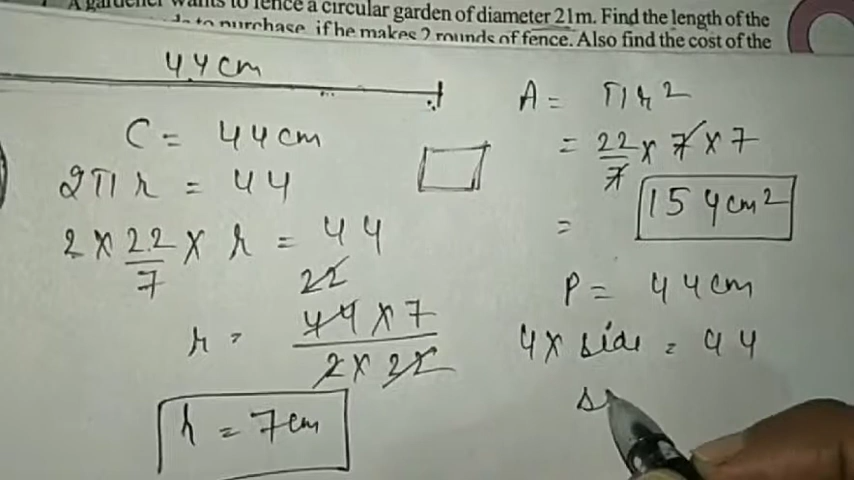 A gardener wants to fence a circular garden of diameter 21m. Find the length of the
to purchase, if he makes 2 rounds of fence. Also find the cost of the
44cm
C = 44cm
2πr = 44
2 × 22/7 × r = 44
22
r = 44 × 7 / 2 × 22
r = 7cm
A = πr²
= 22/7 × 7 × 7
= 154cm²
P = 44cm
4 × side = 44
s